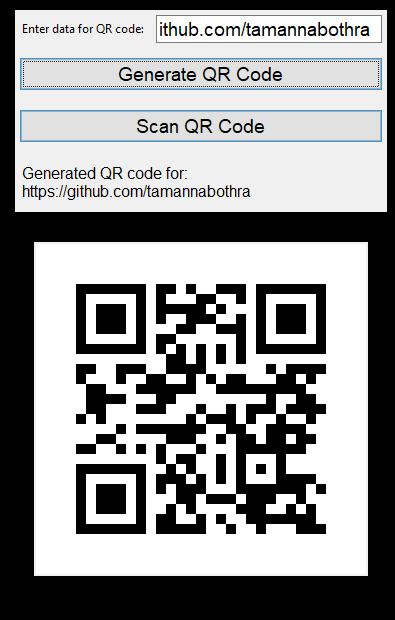 Enter data for QR code: ithub.com/tamannabothra
Generate QR Code
Scan QR Code
Generated QR code for:
https://github.com/tamannabothra